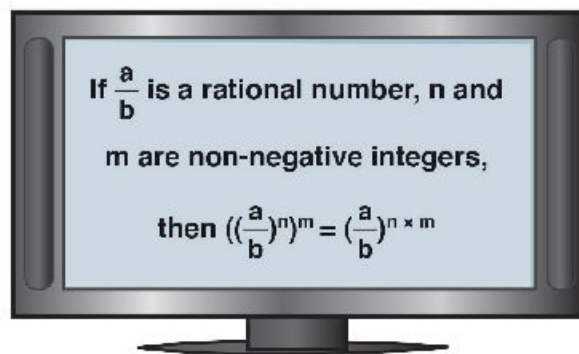 If a/b is a rational number, n and
m are non-negative integers,
then ((a/b)ⁿ)ᵐ = (a/b)ⁿ ˣ ᵐ